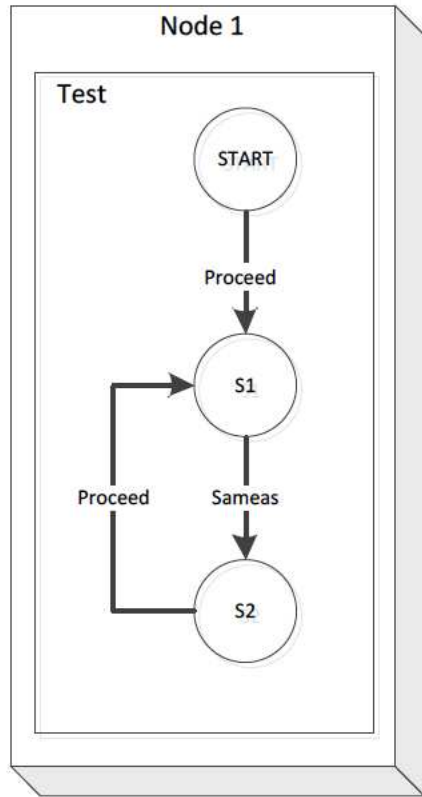 Node 1
Test
START
Proceed
S1
Proceed
Sameas
S2